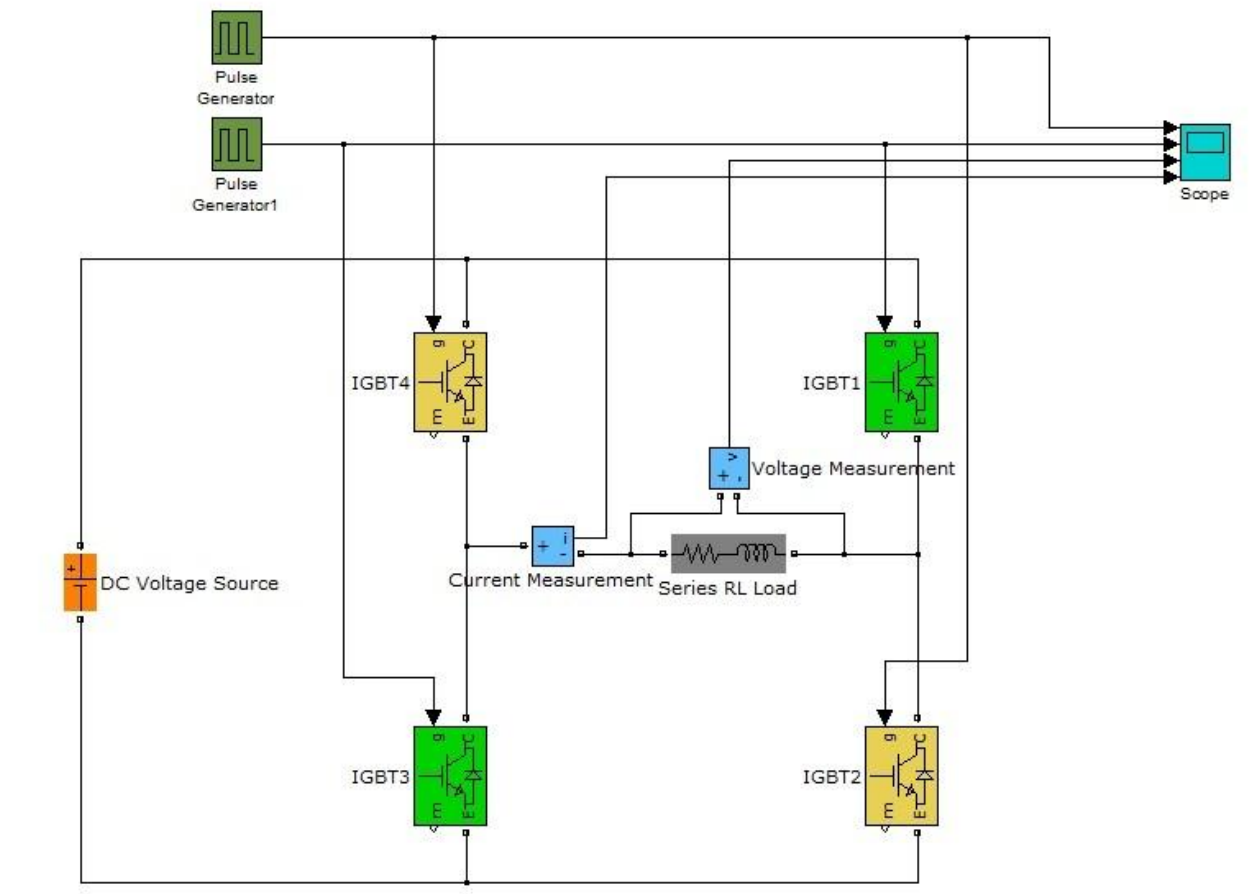 Pulse
Generator
Pulse
Generator1
Scope
g
C
IGBT4
m
E
g
C
IGBT1
m
E
v
+
-
Voltage Measurement
+
i
-
Current Measurement
Series RL Load
+
DC Voltage Source
g
C
IGBT3
m
E
g
C
IGBT2
m
E